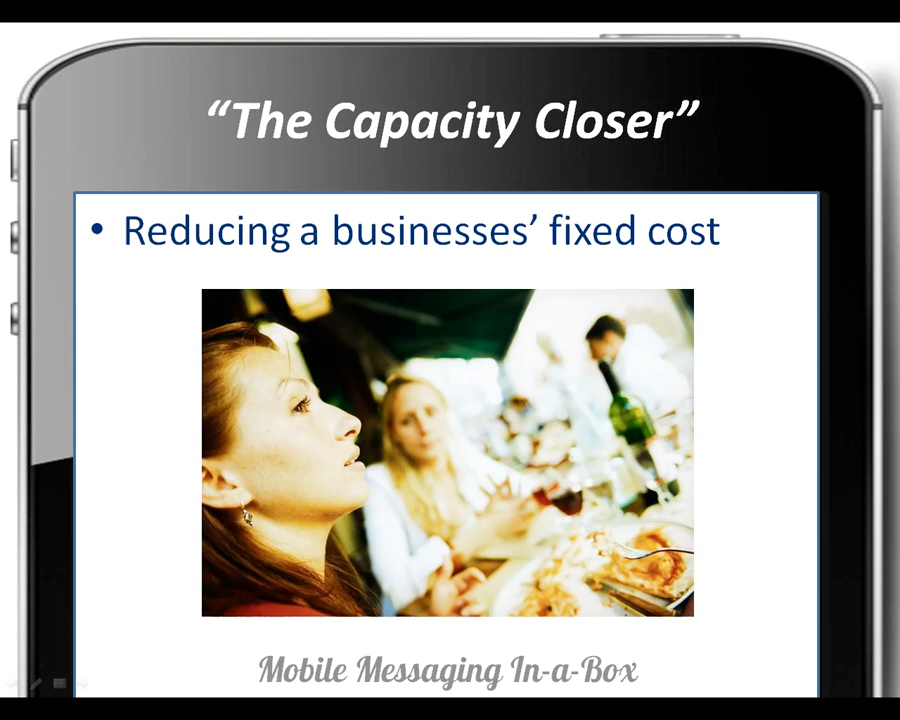 “The Capacity Closer”
• Reducing a businesses’ fixed cost
Mobile Messaging In-a-Box